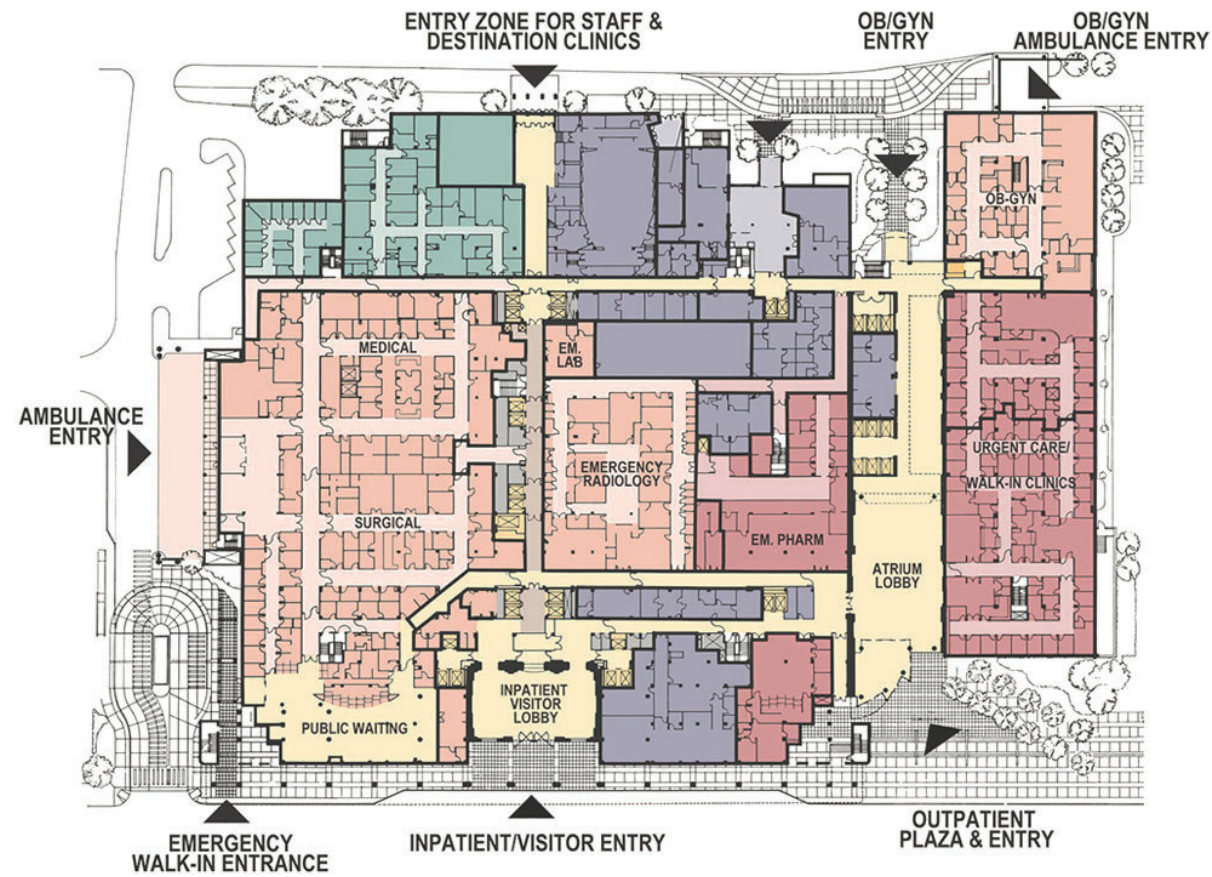 ENTRY ZONE FOR STAFF &
DESTINATION CLINICS
OB/GYN
ENTRY
OB/GYN
AMBULANCE ENTRY
OB-GYN
MEDICAL
EM.
LAB
AMBULANCE
ENTRY
EMERGENCY
RADIOLOGY
URGENT CARE/
WALK-IN CLINICS
SURGICAL
EM. PHARM
ATRIUM
LOBBY
INPATIENT
VISITOR
LOBBY
PUBLIC WAITING
EMERGENCY
WALK-IN ENTRANCE
INPATIENT/VISITOR ENTRY
OUTPATIENT
PLAZA & ENTRY